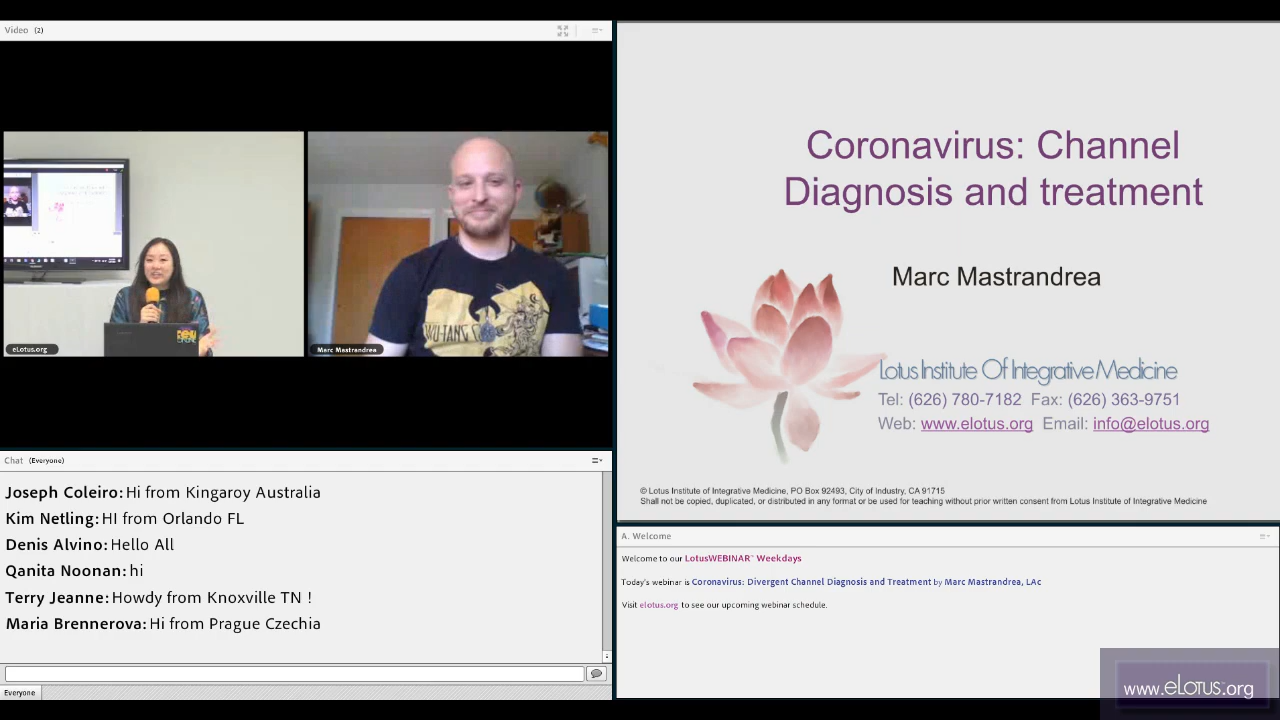 Video (2)
eLotus.org
WU-TANG
Marc Mastrandrea
Coronavirus: Channel
Diagnosis and treatment
Marc Mastrandrea
Lotus Institute Of Integrative Medicine
Tel: (626) 780-7182 Fax: (626) 363-9751
Web: www.elotus.org Email: info@elotus.org
© Lotus Institute of Integrative Medicine, PO Box 92493, City of Industry, CA 91715
Shall not be copied, duplicated, or distributed in any format or be used for teaching without prior written consent from Lotus Institute of Integrative Medicine
Chat (Everyone)
Joseph Coleiro: Hi from Kingaroy Australia
Kim Netling: HI from Orlando FL
Denis Alvino: Hello All
Qanita Noonan: hi
Terry Jeanne: Howdy from Knoxville TN !
Maria Brennerova: Hi from Prague Czechia
Everyone
A. Welcome
Welcome to our LotusWEBINAR™ Weekdays
Today's webinar is Coronavirus: Divergent Channel Diagnosis and Treatment by Marc Mastrandrea, LAc
Visit elotus.org to see our upcoming webinar schedule.
www.eLotus.org